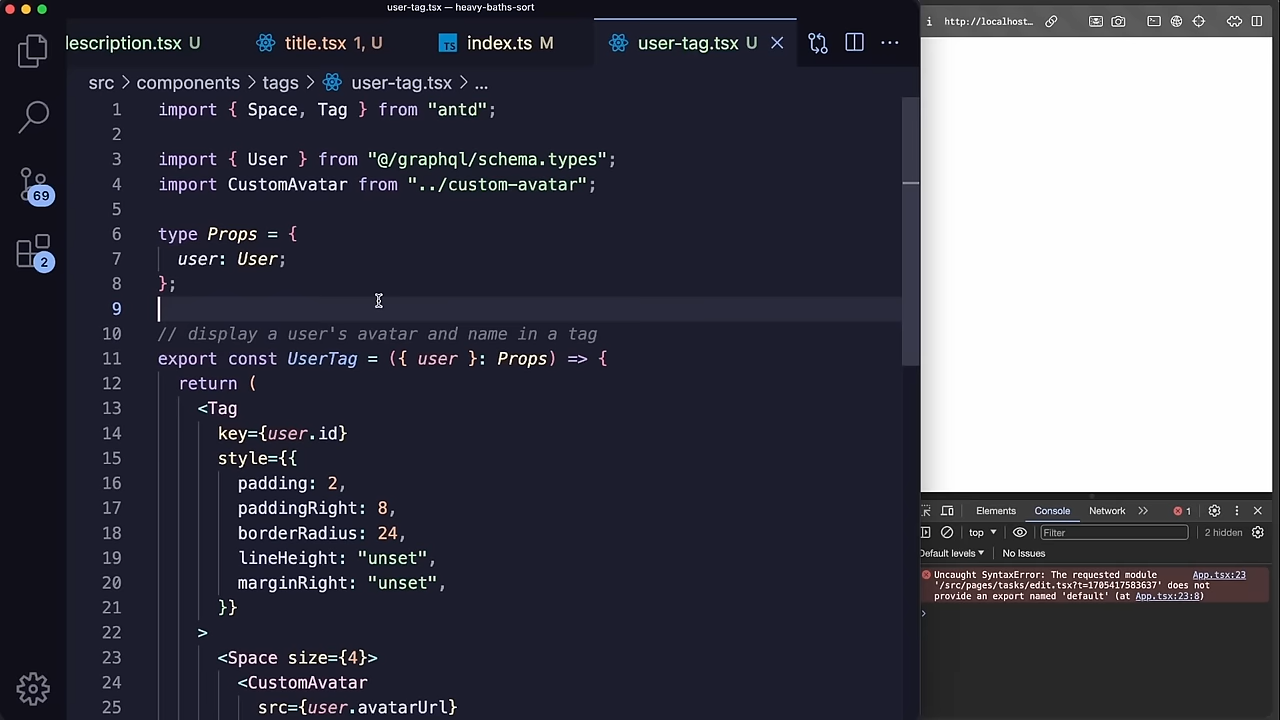 user-tag.tsx — heavy-baths-sort
lescription.tsx U
title.tsx 1, U
TS index.ts M
user-tag.tsx U
http://localhost...
src > components > tags > user-tag.tsx > ...
1 import { Space, Tag } from "antd";
2
3 import { User } from "@/graphql/schema.types";
4 import CustomAvatar from "../custom-avatar";
5
6 type Props = {
7 user: User;
8 };
9
10 // display a user's avatar and name in a tag
11 export const UserTag = ({ user }: Props) => {
12 return (
13 <Tag
14 key={user.id}
15 style={{
16 padding: 2,
17 paddingRight: 8,
18 borderRadius: 24,
19 lineHeight: "unset",
20 marginRight: "unset",
21 }}
22 >
23 <Space size={4}>
24 <CustomAvatar
25 src={user.avatarUrl}
69
2
Elements Console Network 1
top Filter 2 hidden
Default levels No Issues
Uncaught SyntaxError: The requested module App.tsx:23
'/src/pages/tasks/edit.tsx?t=1705417583637' does not
provide an export named 'default' (at App.tsx:23:8)